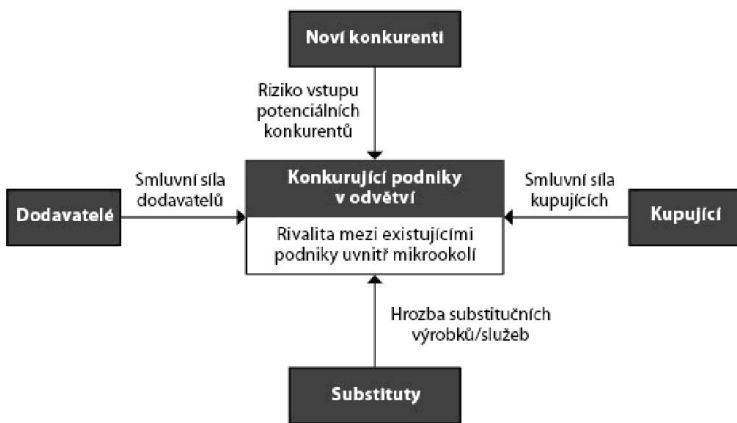 Noví konkurenti
Riziko vstupu
potenciálních
konkurentů
Dodavatelé
Smluvní síla
dodavatelů
Konkurující podniky
v odvětví
Rivalita mezi existujícími
podniky uvnitř mikrookolí
Smluvní síla
kupujících
Kupující
Hrozba substitučních
výrobků/služeb
Substituty